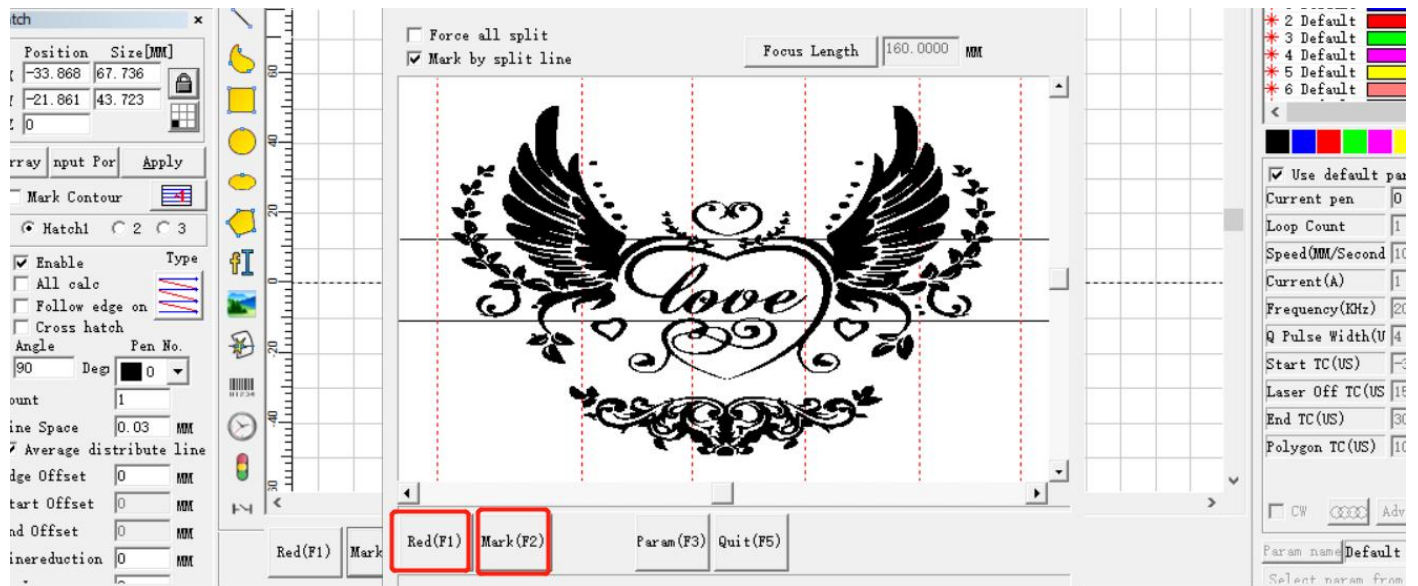 tch ×
Position Size[MM]
-33.868 67.736
-21.861 43.723
0
rray nput Por Apply
Mark Contour
Hatch1 2 3
Enable Type
All calc
Follow edge on
Cross hatch
Angle Pen No.
90 0
ount 1
ine Space 0.03 MM
Average distribute line
dge Offset 0 MM
tart Offset 0 MM
nd Offset 0 MM
inereduction 0 MM
Red(F1) Mark
Force all split
Mark by split line
Focus Length 160.0000 MM
love
Red(F1) Mark(F2) Param(F3) Quit(F5)
2 Default
3 Default
4 Default
5 Default
6 Default
Use default par
Current pen 0
Loop Count 1
Speed(MM/Second 10
Current(A) 1
Frequency(KHz) 20
Q Pulse Width(U 4
Start TC(US)
Laser Off TC(US 15
End TC(US) 30
Polygon TC(US) 10
CW Adv
Param name Default
Select param from